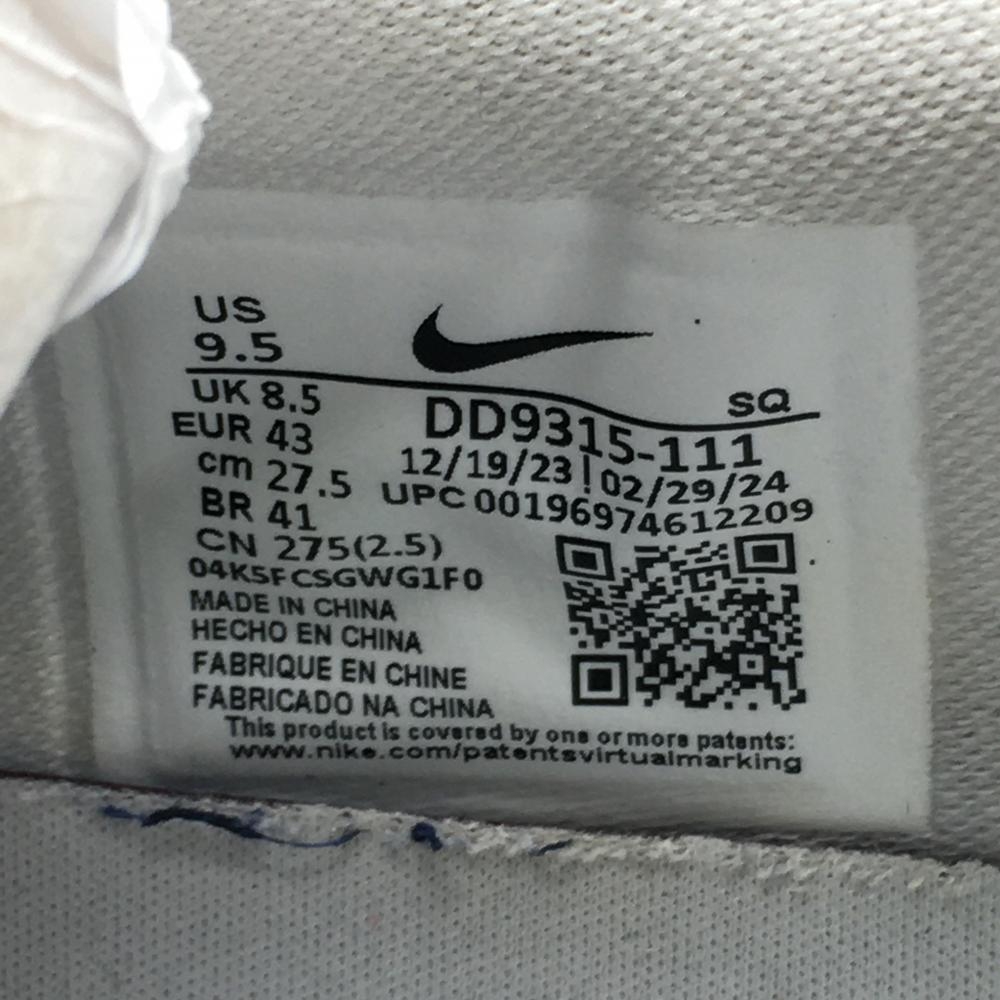 US
9.5
SQ
UK 8.5
DD9315-111
EUR 43
12/19/23 | 02/29/24
cm 27.5
UPC 00196974612209
BR 41
CN 275(2.5)
04K5FCSGWG1F0
MADE IN CHINA
HECHO EN CHINA
FABRIQUE EN CHINE
FABRICADO NA CHINA
This product is covered by one or more patents:
www.nike.com/patentsvirtualmarking